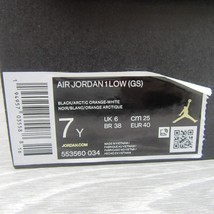 AIR JORDAN 1 LOW (GS)
BLACK/ARCTIC ORANGE-WHITE
NOIR/BLANC/ORANGE ARCTIQUE
7 Y
UK 6 CM 25
BR 38 EUR 40
JORDAN.COM
553560 034